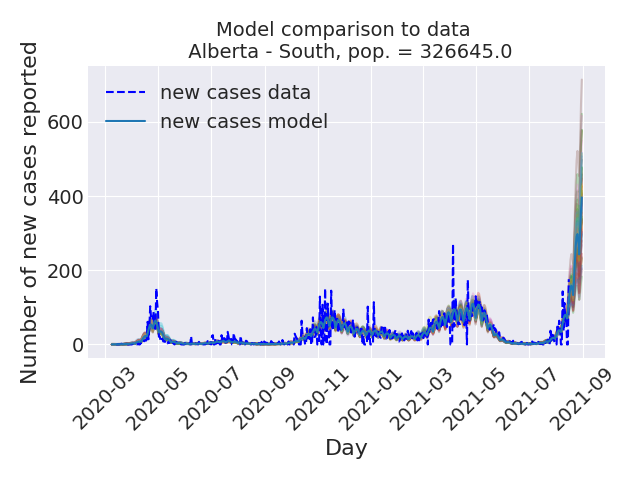 Model comparison to data
Alberta - South, pop. = 326645.0
Number of new cases reported
new cases data
new cases model
600
400
200
0
2020-03
2020-05
2020-07
2020-09
2020-11
2021-01
2021-03
2021-05
2021-07
2021-09
Day